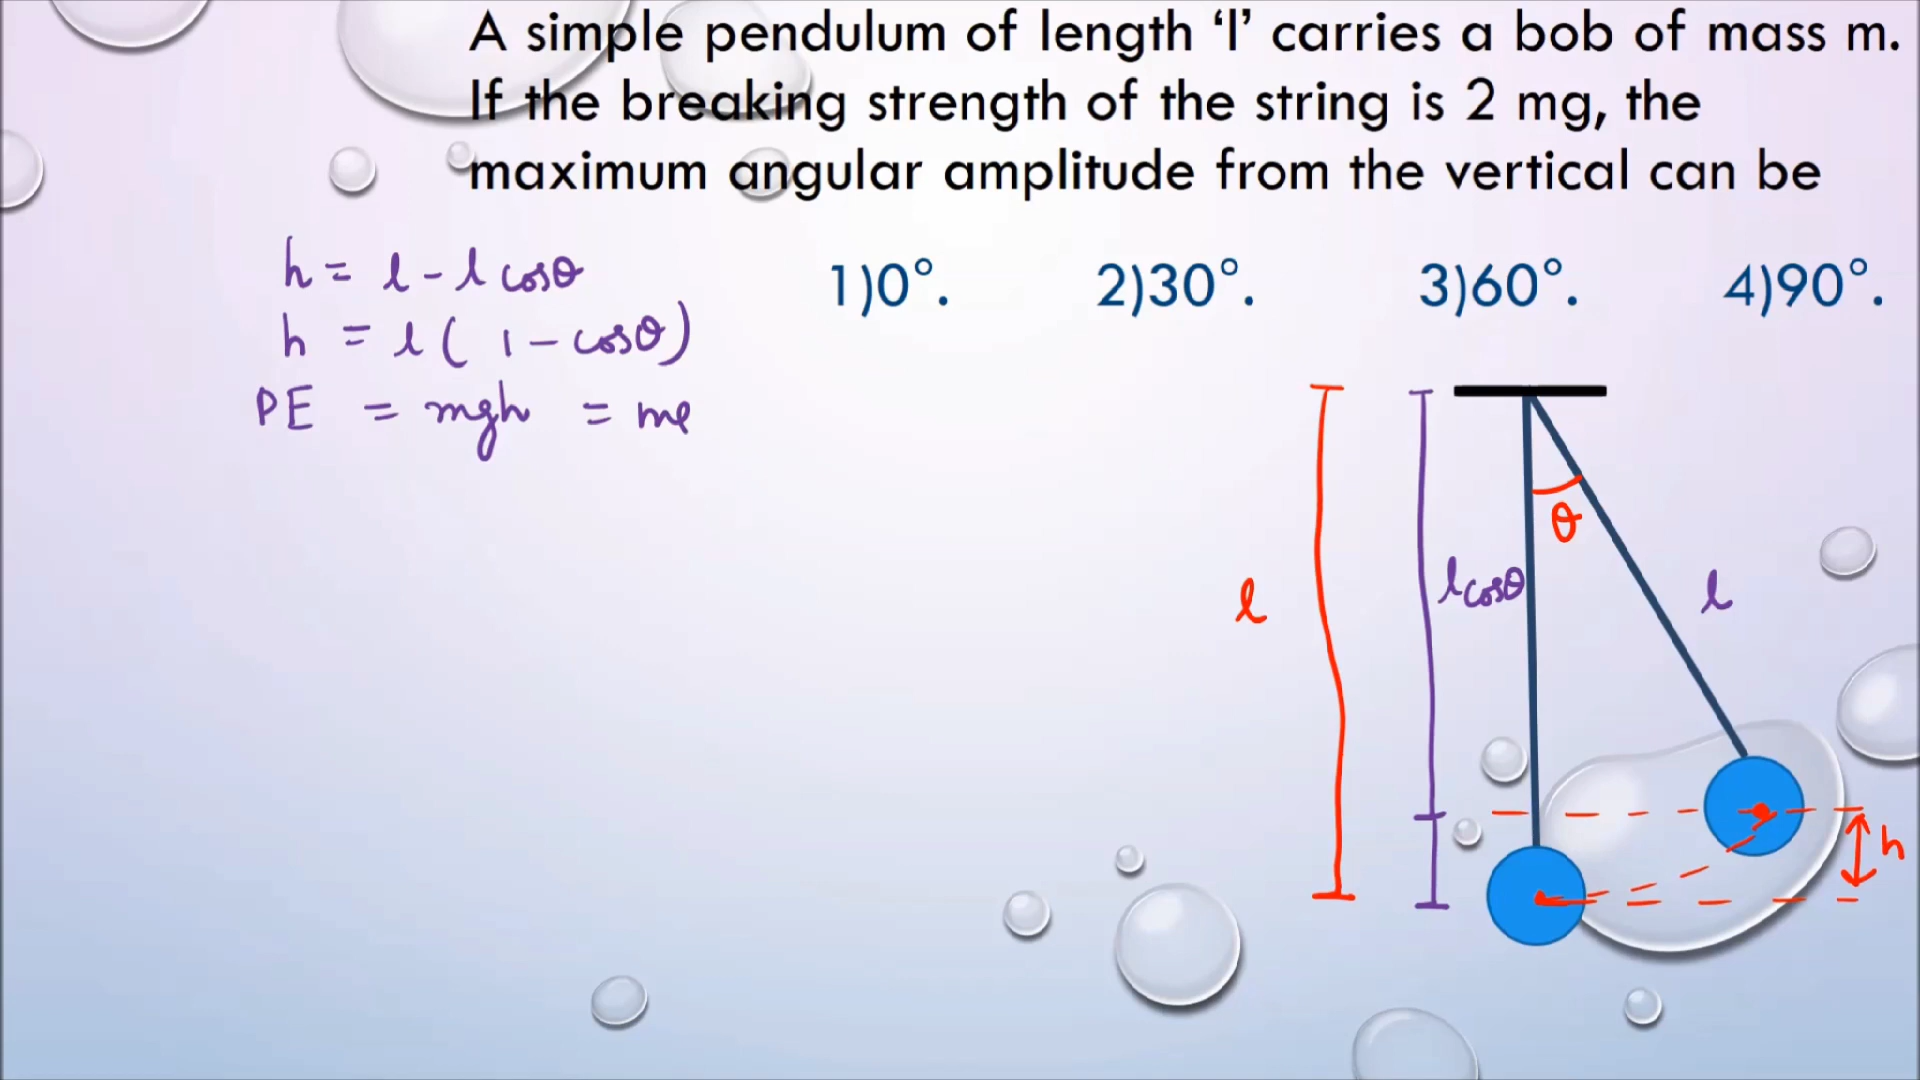 A simple pendulum of length ‘l’ carries a bob of mass m.
If the breaking strength of the string is 2 mg, the
maximum angular amplitude from the vertical can be
1)0°. 2)30°. 3)60°. 4)90°.
h = l - l cosθ
h = l ( 1 - cosθ)
PE = mgh = m
θ
l
l cosθ
l
h